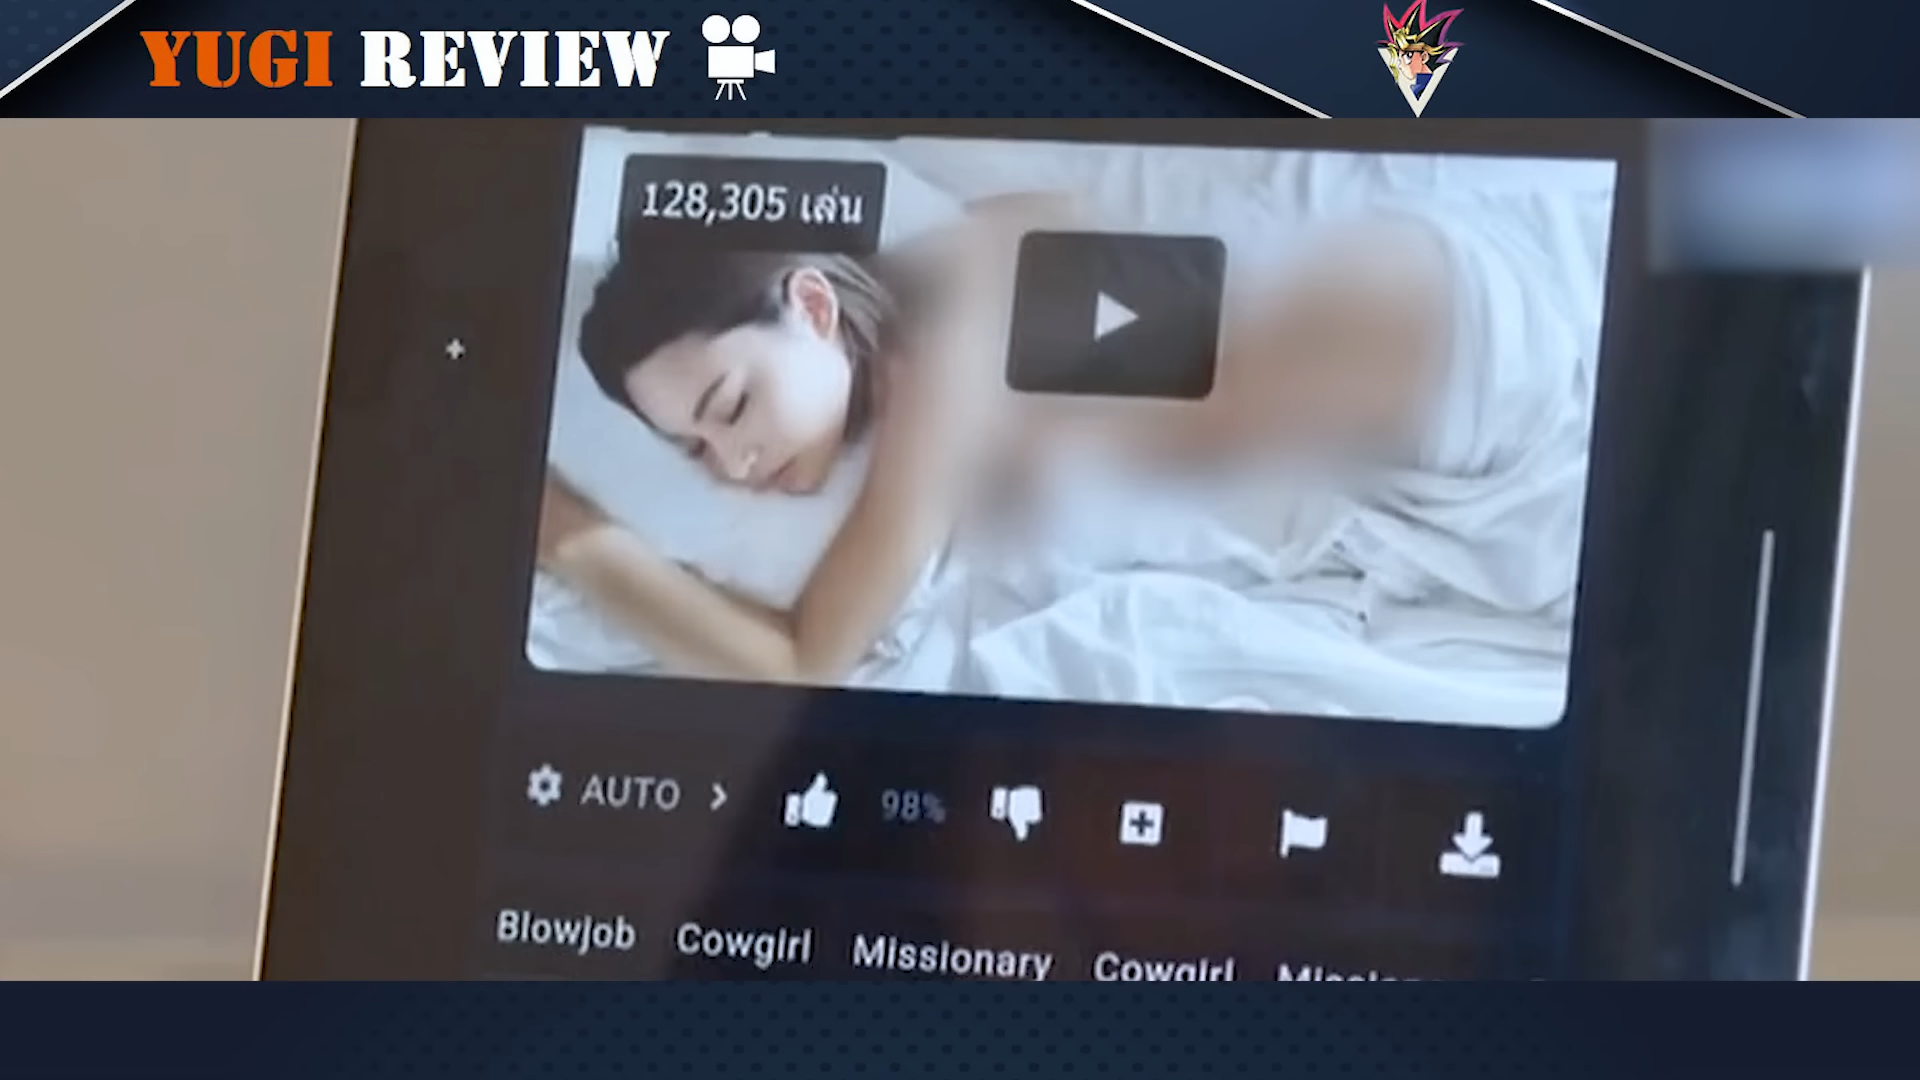 YUGI REVIEW
128,305 เล่น
AUTO
98%
Blowjob Cowgirl Missionary Cowgirl